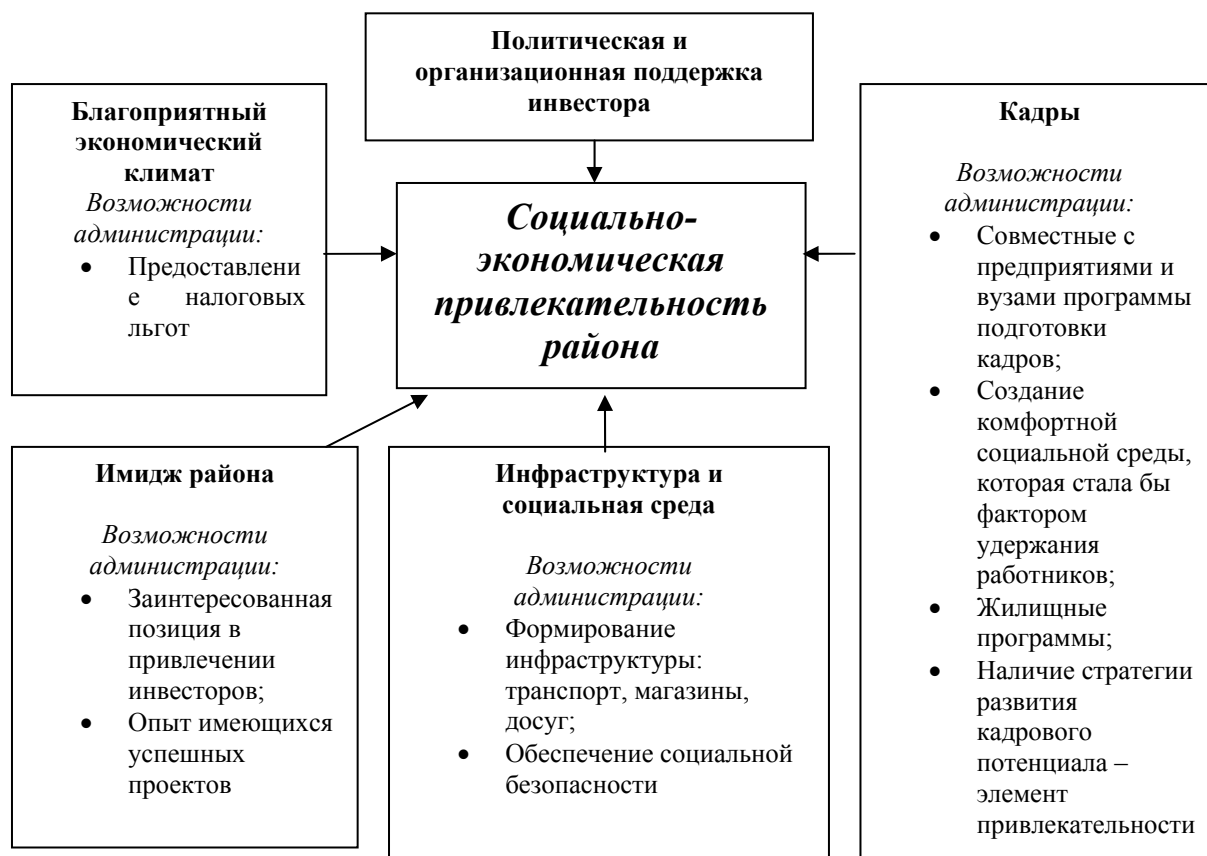 Политическая и
организационная поддержка
инвестора
Благоприятный
экономический
климат
Возможности
администрации:
• Предоставлени
е налоговых
льгот
Социально-
экономическая
привлекательность
района
Кадры
Возможности
администрации:
• Совместные с
предприятиями и
вузами программы
подготовки
кадров;
• Создание
комфортной
социальной среды,
которая стала бы
фактором
удержания
работников;
• Жилищные
программы;
• Наличие стратегии
развития
кадрового
потенциала –
элемент
привлекательности
Имидж района
Возможности
администрации:
• Заинтересованная
позиция в
привлечении
инвесторов;
• Опыт имеющихся
успешных
проектов
Инфраструктура и
социальная среда
Возможности
администрации:
• Формирование
инфраструктуры:
транспорт, магазины,
досуг;
• Обеспечение социальной
безопасности